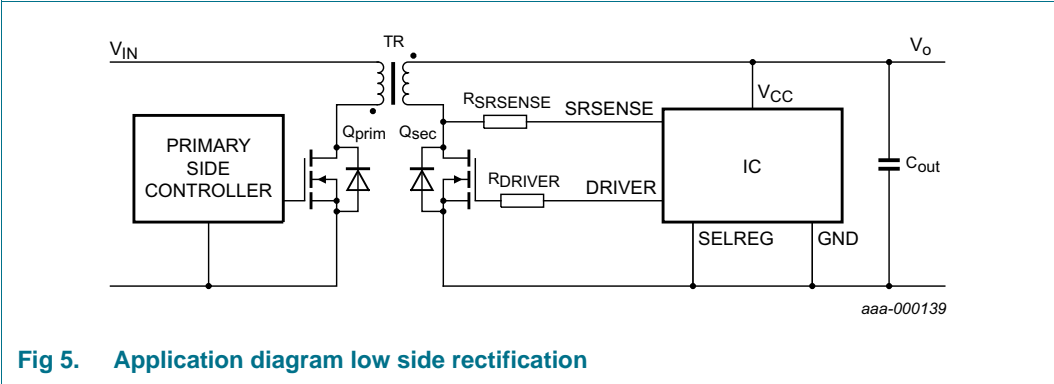 TR
V_IN
V_o
V_CC
R_SRSENSE
SRSENSE
Q_prim
Q_sec
PRIMARY
SIDE
CONTROLLER
IC
C_out
R_DRIVER
DRIVER
SELREG
GND
aaa-000139
Fig 5. Application diagram low side rectification